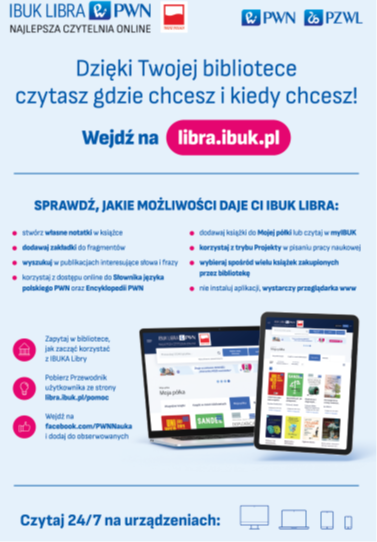 IBUK LIBRA PWN
NAJLEPSZA CZYTELNIA ONLINE
PWN PZWL
Dzięki Twojej bibliotece
czytasz gdzie chcesz i kiedy chcesz!
Wejdź na libra.ibuk.pl
SPRAWDŹ, JAKIE MOŻLIWOŚCI DAJE CI IBUK LIBRA:
stwórz własne notatki w książce
dodawaj zakładki do fragmentów
wyszukuj w publikacjach interesujące słowa i frazy
korzystaj z dostępu online do Słownika języka
polskiego PWN oraz Encyklopedii PWN
dodawaj książki do Mojej półki lub czytaj w myIBUK
korzystaj z trybu Projekty w pisaniu pracy naukowej
wybieraj spośród wielu książek zakupionych
przez bibliotekę
nie instaluj aplikacji, wystarczy przeglądarka www
Zapytaj w bibliotece,
jak zacząć korzystać
z IBUKA Libry
Pobierz Przewodnik
użytkownika ze strony
libra.ibuk.pl/pomoc
Wejdź na
facebook.com/PWNNauka
i dodaj do obserwowanych
IBUK LIBRA PWN
Moja półka
Czytaj 24/7 na urządzeniach: